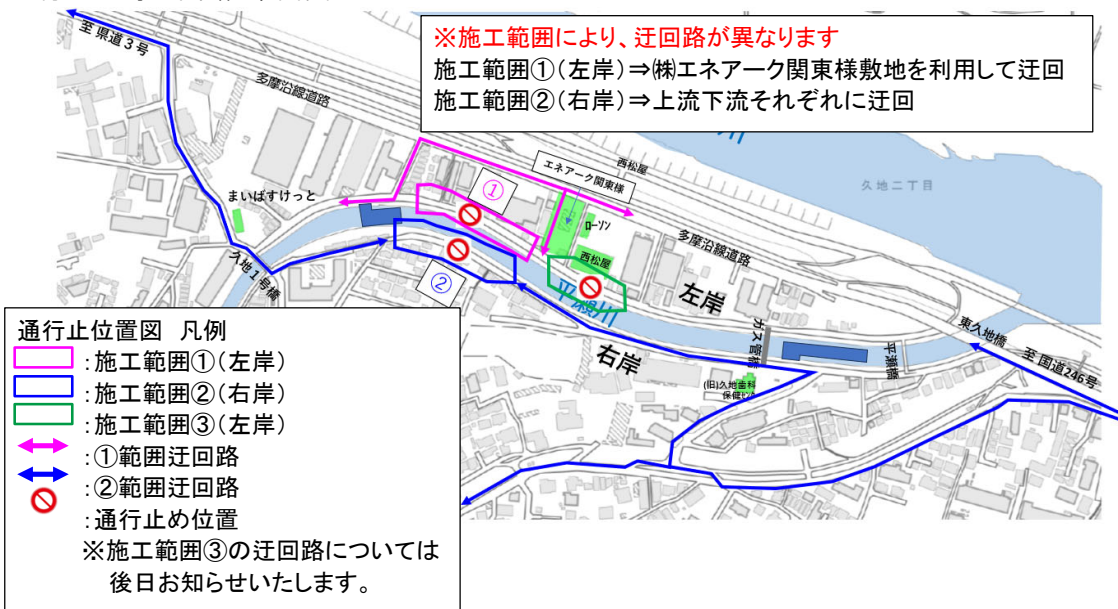 ※施工範囲により、迂回路が異なります
施工範囲①(左岸)⇒㈱エネアーク関東様敷地を利用して迂回
施工範囲②(右岸)⇒上流下流それぞれに迂回
至 県道3号
多摩沿線道路
西松屋
エネアーク関東様
久地二丁目
①
まいばすけっと
ローソン
多摩沿線道路
西松屋
②
久地1号橋
平瀬川
左岸
右岸
ガス管橋
平瀬橋
東久地橋
至 国道246号
(旧)久地歯科
通行止位置図 凡例
:施工範囲①(左岸)
:施工範囲②(右岸)
:施工範囲③(左岸)
:①範囲迂回路
:②範囲迂回路
:通行止め位置
※施工範囲③の迂回路については
後日お知らせいたします。